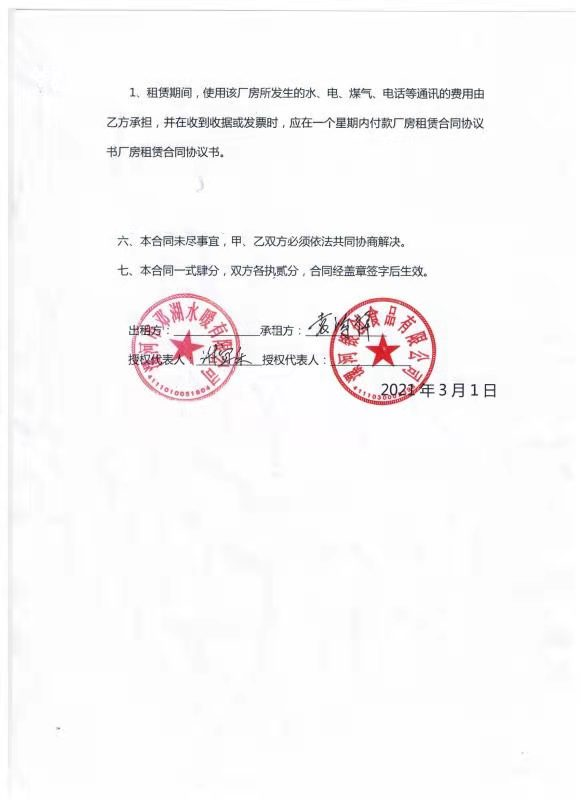 1、租赁期间，使用该厂房所发生的水、电、煤气、电话等通讯的费用由
乙方承担，并在收到收据或发票时，应在一个星期内付款厂房租赁合同协议
书厂房租赁合同协议书。
六、本合同未尽事宜，甲、乙双方必须依法共同协商解决。
七、本合同一式肆分，双方各执贰分，合同经盖章签字后生效。
出租方： 承租方：
授权代表人： 授权代表人：
2021年3月1日
湖水暖有限公司
4111010051604
食品有限公司